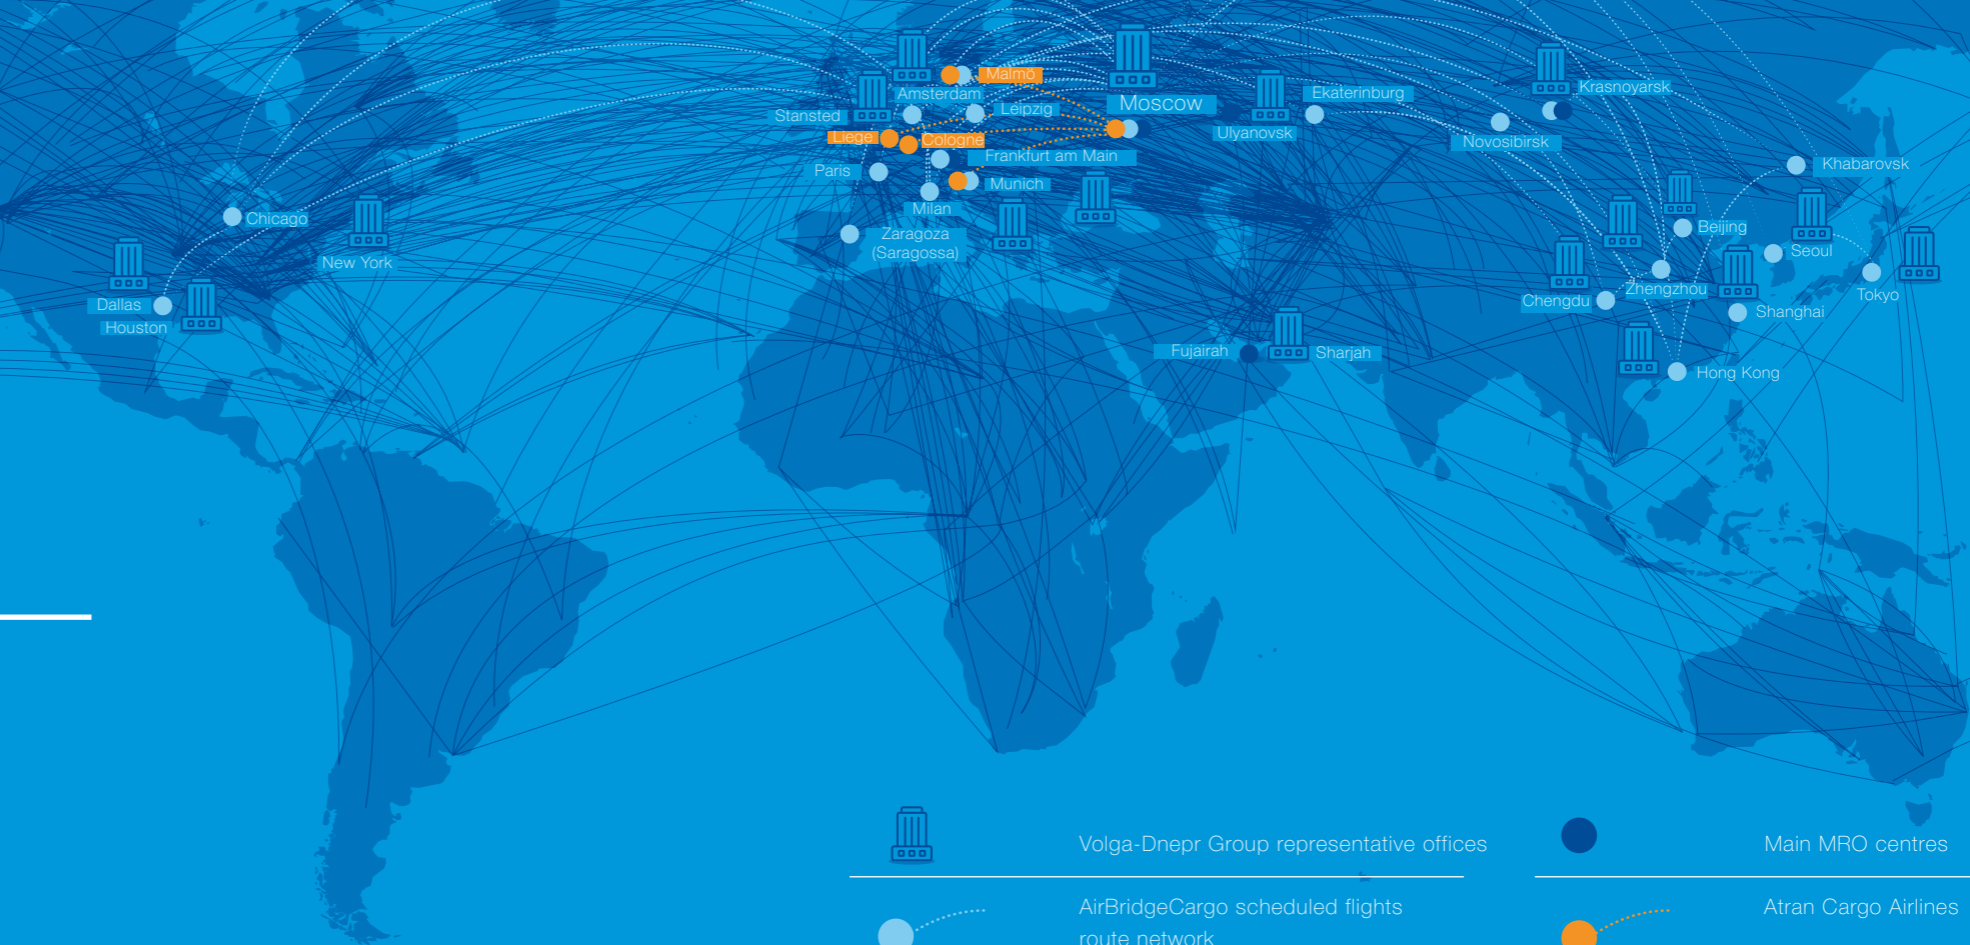 Malmö
Amsterdam
Moscow
Stansted
Leipzig
Ekaterinburg
Krasnoyarsk
Liege
Cologne
Ulyanovsk
Novosibirsk
Frankfurt am Main
Khabarovsk
Paris
Munich
Milan
Chicago
Zaragoza
(Saragossa)
Beijing
New York
Seoul
Dallas
Houston
Chengdu
Zhengzhou
Tokyo
Shanghai
Fujairah
Sharjah
Hong Kong
Volga-Dnepr Group representative offices
Main MRO centres
AirBridgeCargo scheduled flights
route network
Atran Cargo Airlines